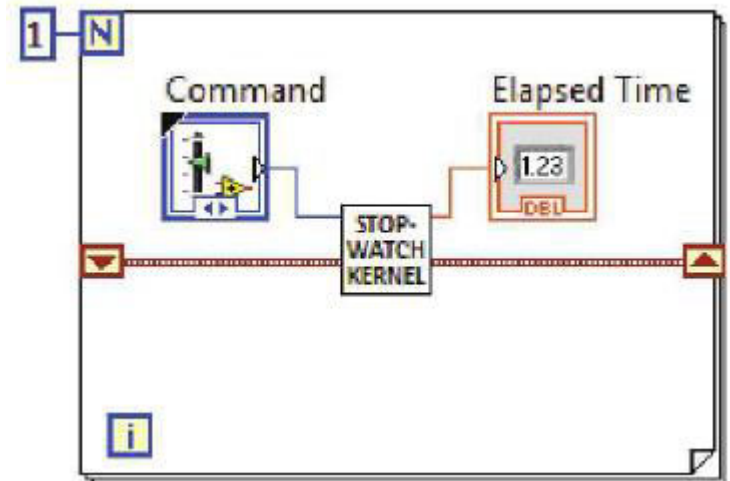 1
N
Command
Elapsed Time
1.23
DBL
STOP-
WATCH
KERNEL
i